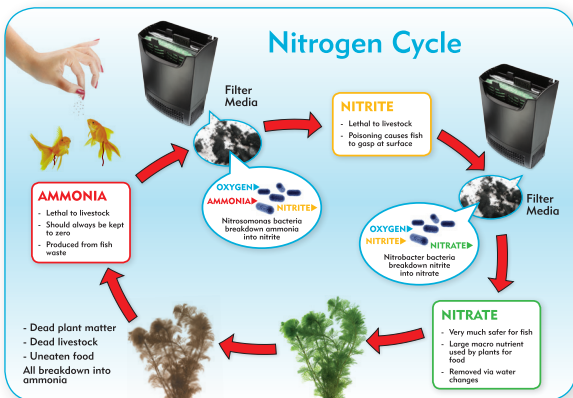 Nitrogen Cycle
Filter
Media
NITRITE
- Lethal to livestock
- Poisoning causes fish
to gasp at surface
OXYGEN
AMMONIA
NITRITE
Nitrosomonas bacteria
breakdown ammonia
into nitrite
Filter
Media
OXYGEN
NITRITE
NITRATE
Nitrobacter bacteria
breakdown nitrite
into nitrate
AMMONIA
- Lethal to livestock
- Should always be kept
to zero
- Produced from fish
waste
NITRATE
- Very much safer for fish
- Large macro nutrient
used by plants for
food
- Removed via water
changes
- Dead plant matter
- Dead livestock
- Uneaten food
All breakdown into
ammonia